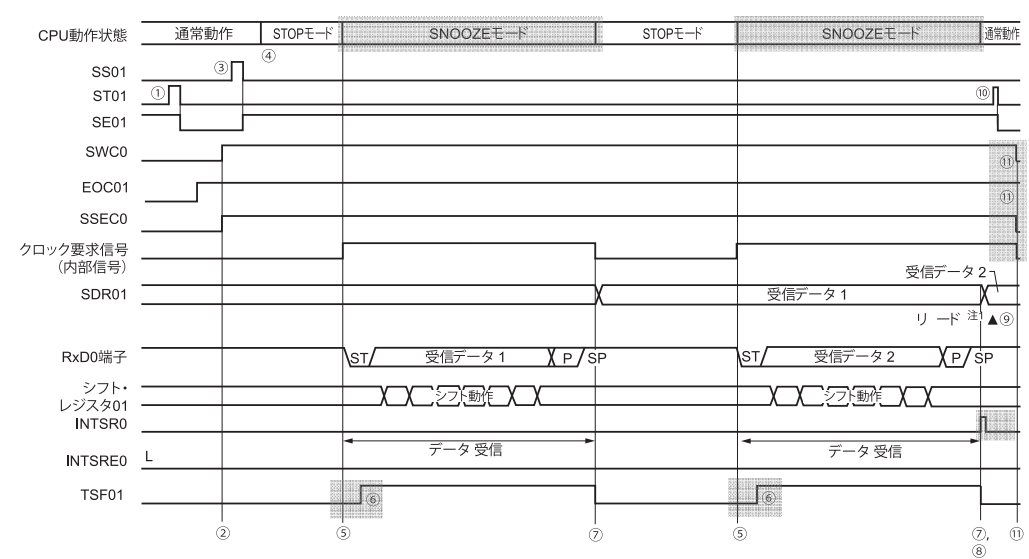 CPU動作状態 通常動作 STOPモード SNOOZEモード STOPモード SNOOZEモード 通常動作
④
SS01 ③
ST01 ① ⑩
SE01
SWC0 ⑪
EOC01 ⑪
SSEC0
クロック要求信号
(内部信号)
受信データ 2
SDR01 受信データ 1
リード 注1 ▲⑨
RxD0端子 ST 受信データ 1 P SP ST 受信データ 2 P SP
シフト・
レジスタ01 シフト動作 シフト動作
INTSR0
データ 受信 データ 受信
INTSRE0 L
TSF01 ⑥ ⑥
② ⑤ ⑦ ⑤ ⑦, ⑪
⑧